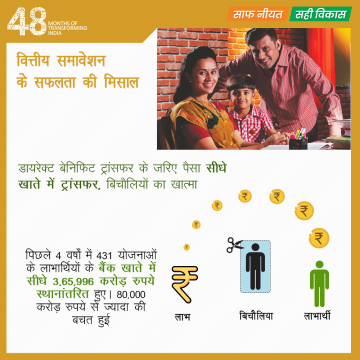 48 MONTHS OF
TRANSFORMING
INDIA
साफ नीयत सही विकास
वित्तीय समावेशन
के सफलता की मिसाल
डायरेक्ट बेनिफिट ट्रांसफर के जरिए पैसा सीधे
खाते में ट्रांसफर, बिचौलियों का खात्मा
पिछले 4 वर्षों में 431 योजनाओं
के लाभार्थियों के बैंक खाते में
सीधे 3,65,996 करोड़ रुपये
स्थानांतरित हुए। 80,000
करोड़ रुपये से ज्यादा की
बचत हुई
₹ ₹ ₹ ₹ ₹ ₹
₹
लाभ बिचौलिया लाभार्थी